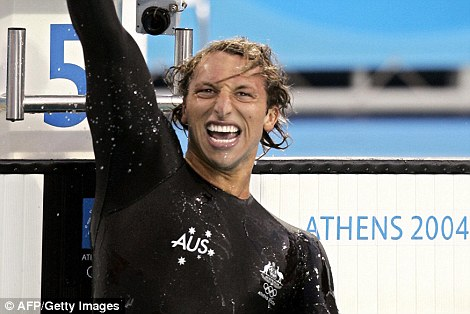 5
AUS
ATHENS 2004
© AFP/Getty Images